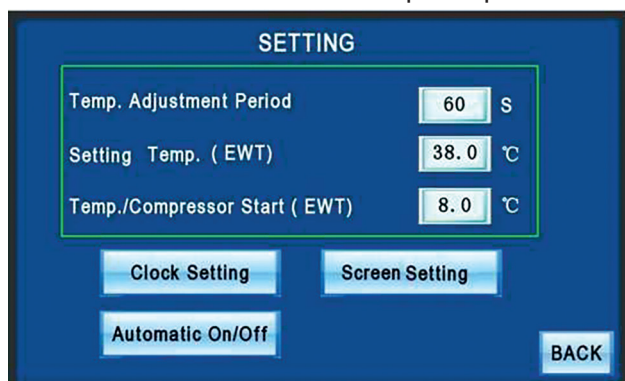 SETTING
Temp. Adjustment Period 60 S
Setting Temp. ( EWT) 38.0 ℃
Temp./Compressor Start ( EWT) 8.0 ℃
Clock Setting Screen Setting
Automatic On/Off
BACK